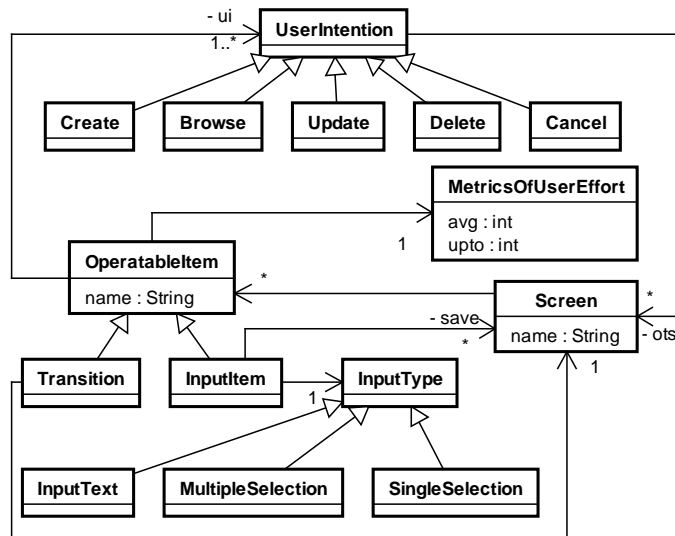 - ui
UserIntention
1..*
Create
Browse
Update
Delete
Cancel
MetricsOfUserEffort
avg : int
upto : int
1
OperatableItem
name : String
*
Screen
name : String
*
- ots
- save
*
1
Transition
InputItem
1
InputType
InputText
MultipleSelection
SingleSelection